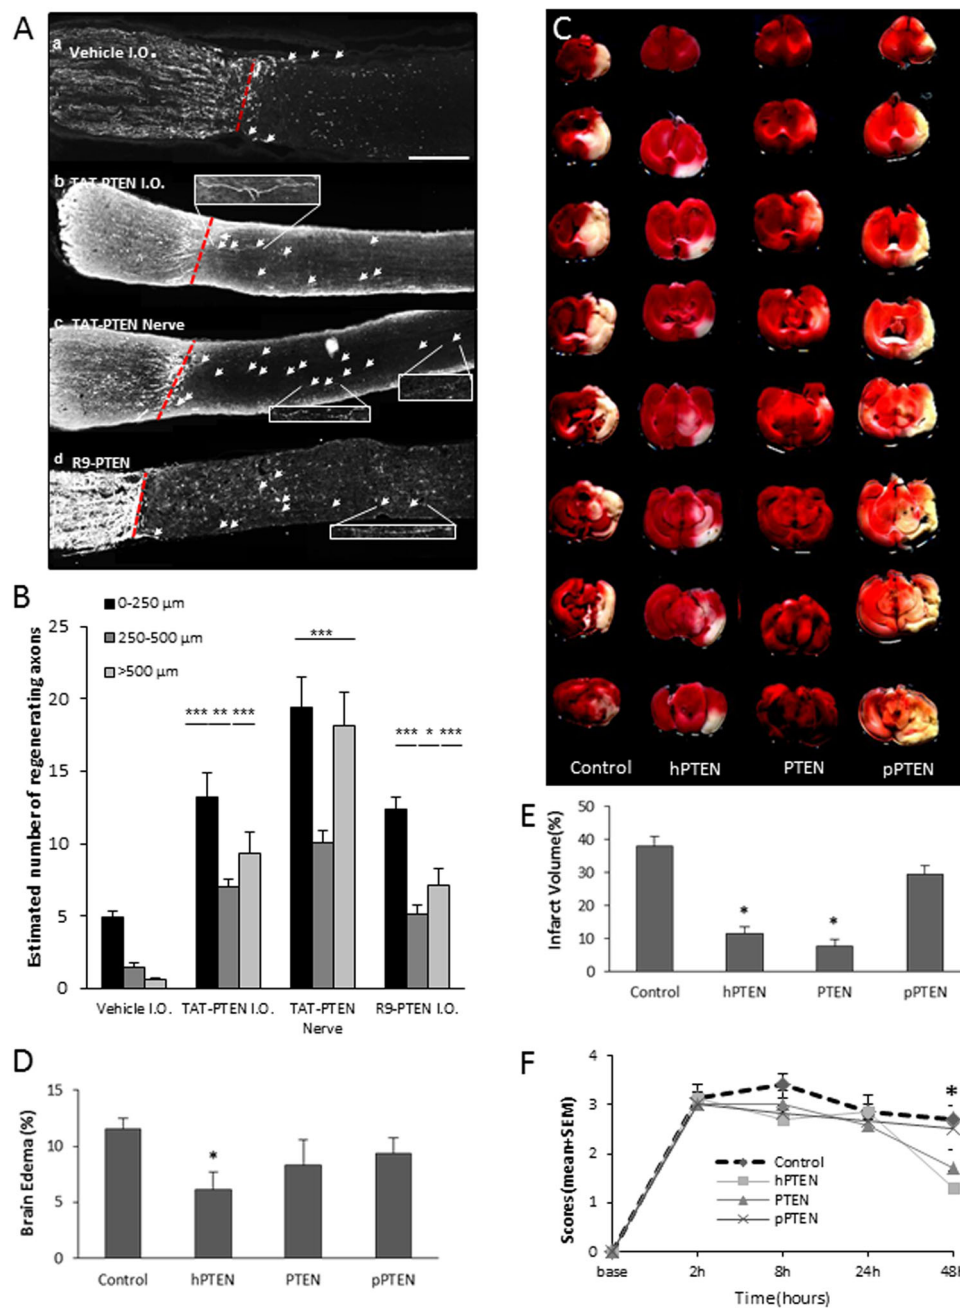 A
a
Vehicle I.O.
b
TAT-PTEN I.O.
c TAT-PTEN Nerve
d
R9-PTEN
B
0-250 µm
250-500 µm
>500 µm
Estimated number of regenerating axons
25
20
15
10
5
0
*** ** ***
***
*** * ***
Vehicle I.O. TAT-PTEN I.O. TAT-PTEN Nerve R9-PTEN I.O.
C
Control hPTEN PTEN pPTEN
D
Brain Edema (%)
15
10
5
0
*
Control hPTEN PTEN pPTEN
E
Infarct Volume(%)
50
40
30
20
10
0
* *
Control hPTEN PTEN pPTEN
F
Scores (mean+SEM)
4
3
2
1
0
*
Control
hPTEN
PTEN
pPTEN
base 2h 8h 24h 48h
Time(hours)